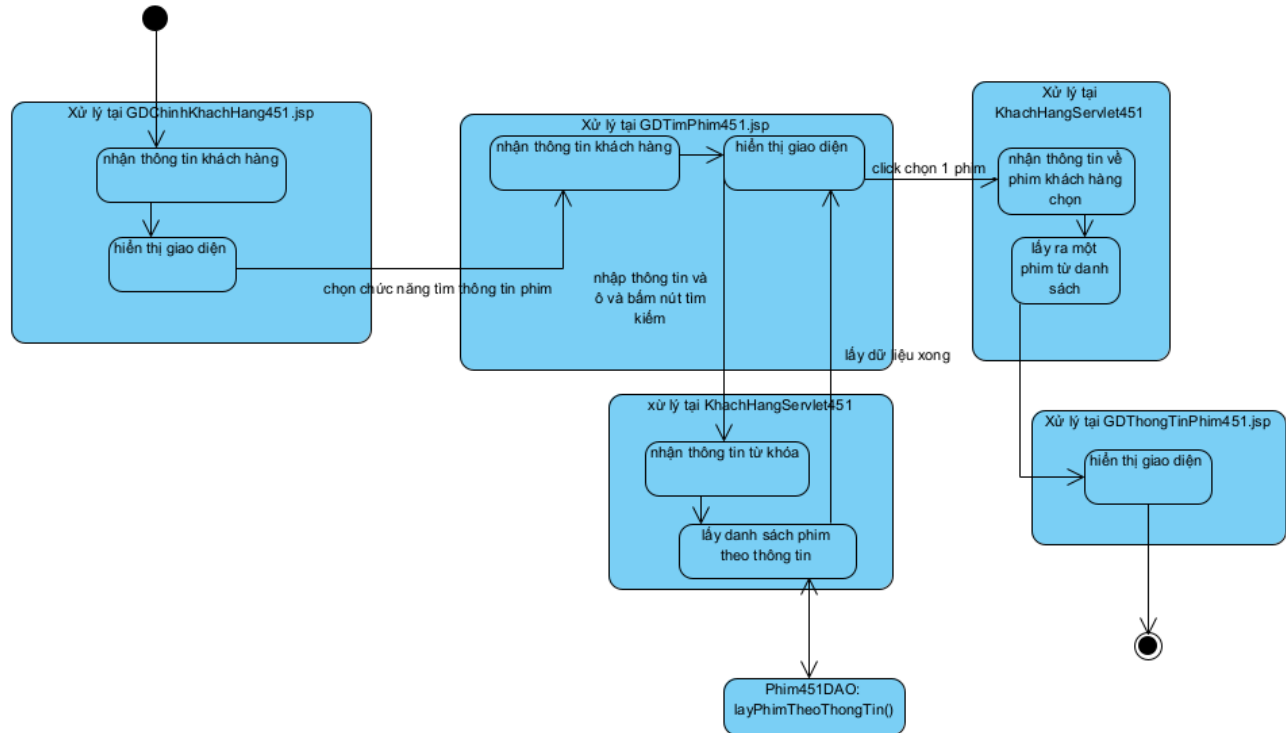 Xử lý tại GDChinhKhachHang451.jsp
nhận thông tin khách hàng
hiển thị giao diện
chọn chức năng tìm thông tin phim
Xử lý tại GDTimPhim451.jsp
nhận thông tin khách hàng
hiển thị giao diện
click chọn 1 phim
nhập thông tin và
ô và bấm nút tìm
kiếm
lấy dữ liệu xong
Xử lý tại
KhachHangServlet451
nhận thông tin về
phim khách hàng
chọn
lấy ra một
phim từ danh
sách
xử lý tại KhachHangServlet451
nhận thông tin từ khóa
lấy danh sách phim
theo thông tin
Xử lý tại GDThongTinPhim451.jsp
hiển thị giao diện
Phim451DAO:
layPhimTheoThongTin()